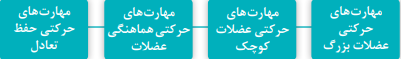 مهارت‌های
حرکتی
عضلات بزرگ
مهارت‌های
حرکتی عضلات
کوچک
مهارت‌های
حرکتی هماهنگی
عضلات
مهارت‌های
حرکتی حفظ
تعادل